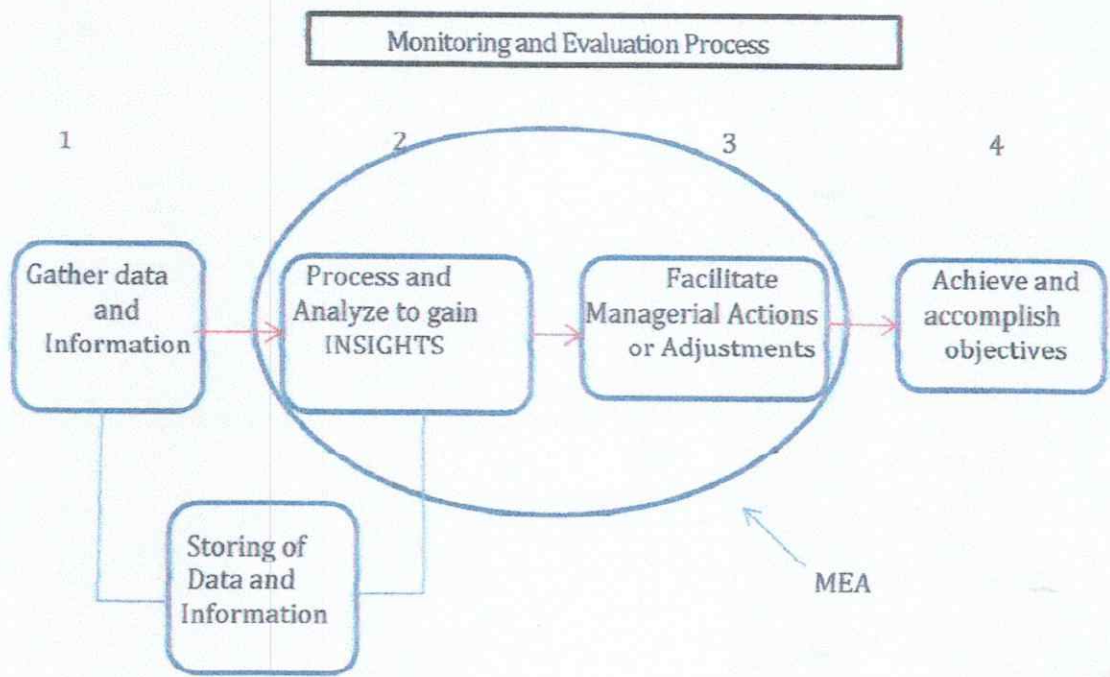 Monitoring and Evaluation Process
1
2
3
4
Gather data
and
Information
Process and
Analyze to gain
INSIGHTS
Facilitate
Managerial Actions
or Adjustments
Achieve and
accomplish
objectives
Storing of
Data and
Information
MEA